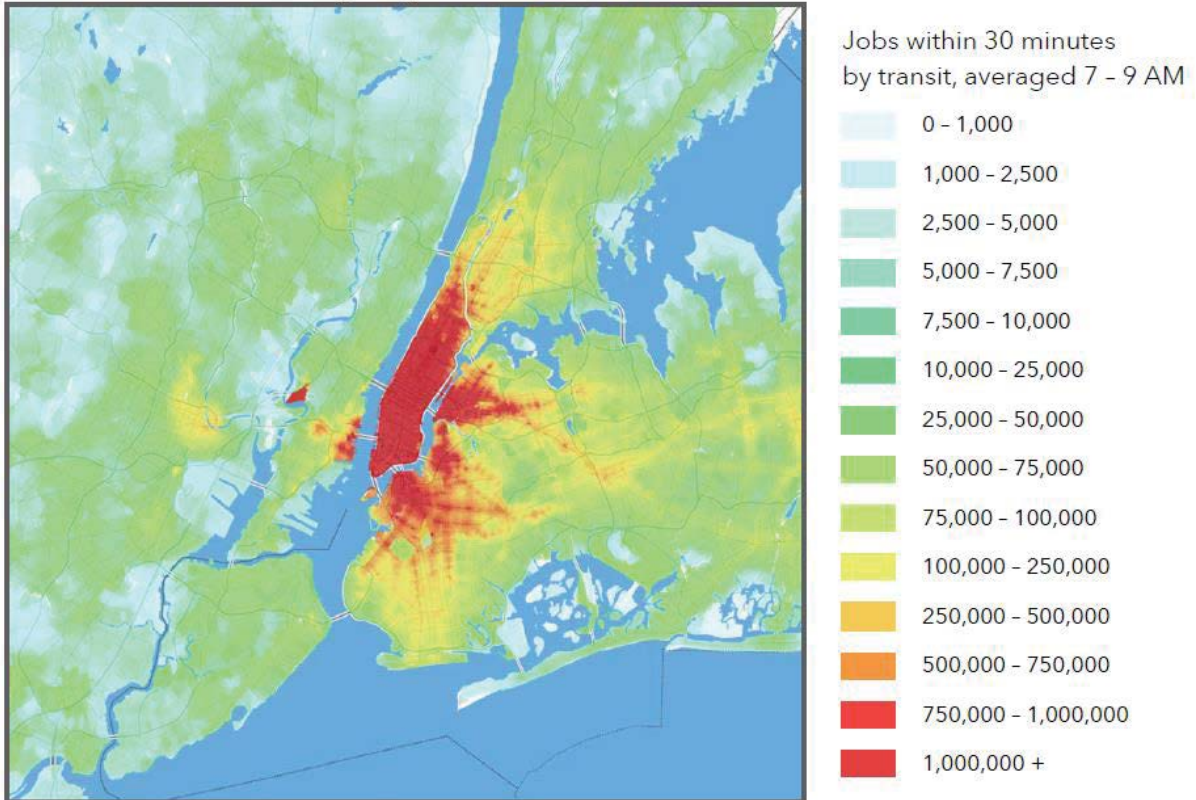 Jobs within 30 minutes
by transit, averaged 7 – 9 AM
0 – 1,000
1,000 – 2,500
2,500 – 5,000
5,000 – 7,500
7,500 – 10,000
10,000 – 25,000
25,000 – 50,000
50,000 – 75,000
75,000 – 100,000
100,000 – 250,000
250,000 – 500,000
500,000 – 750,000
750,000 – 1,000,000
1,000,000 +